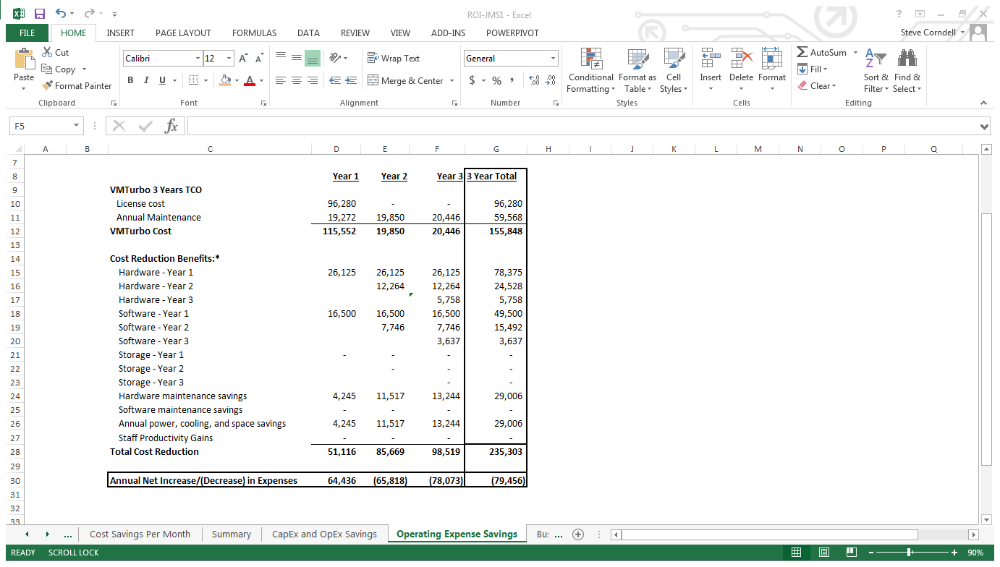 ROI-JMS1 - Excel
?
FILE HOME INSERT PAGE LAYOUT FORMULAS DATA REVIEW VIEW ADD-INS POWERPIVOT Steve Corndell
Paste Cut Copy Format Painter Clipboard
Calibri 12 B I U A A A Font
Wrap Text Merge & Center Alignment
General $ % , .00 .00 Number
Conditional Formatting Format as Table Cell Styles Styles
Insert Delete Format Cells
AutoSum Fill Clear Sort & Filter Find & Select Editing
F5 fx
A B C D E F G H I J K L M N O P Q
7
8 Year 1 Year 2 Year 3 3 Year Total
9 VMTurbo 3 Years TCO
10 License cost 96,280 - - 96,280
11 Annual Maintenance 19,272 19,850 20,446 59,568
12 VMTurbo Cost 115,552 19,850 20,446 155,848
13
14 Cost Reduction Benefits:*
15 Hardware - Year 1 26,125 26,125 26,125 78,375
16 Hardware - Year 2 12,264 12,264 24,528
17 Hardware - Year 3 5,758 5,758
18 Software - Year 1 16,500 16,500 16,500 49,500
19 Software - Year 2 7,746 7,746 15,492
20 Software - Year 3 3,637 3,637
21 Storage - Year 1 - - - -
22 Storage - Year 2 - - -
23 Storage - Year 3 - -
24 Hardware maintenance savings 4,245 11,517 13,244 29,006
25 Software maintenance savings - - - -
26 Annual power, cooling, and space savings 4,245 11,517 13,244 29,006
27 Staff Productivity Gains - - - -
28 Total Cost Reduction 51,116 85,669 98,519 235,303
29
30 Annual Net Increase/(Decrease) in Expenses 64,436 (65,818) (78,073) (79,456)
31
32
33
... Cost Savings Per Month Summary CapEx and OpEx Savings Operating Expense Savings Bu: ...
READY SCROLL LOCK 90%